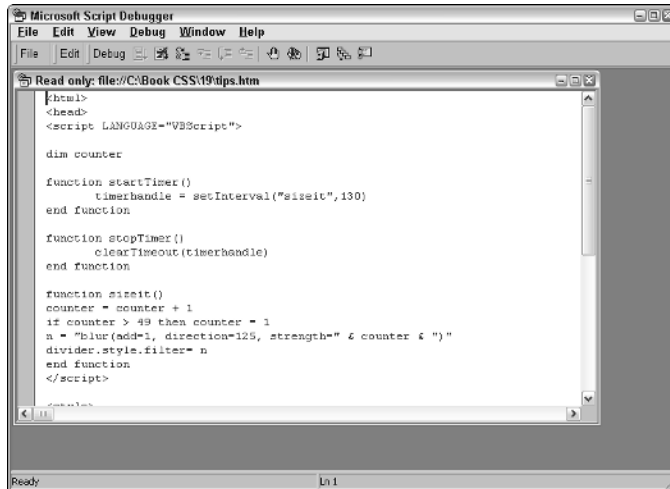 Microsoft Script Debugger
File Edit View Debug Window Help
File Edit Debug
Read only: file://C:\Book CSS\19\tips.htm
<html>
<head>
<script LANGUAGE="VBScript">
dim counter
function startTimer()
timerhandle = setInterval("sizeit",130)
end function
function stopTimer()
clearTimeout(timerhandle)
end function
function sizeit()
counter = counter + 1
if counter > 49 then counter = 1
n = "blur(add=1, direction=125, strength=" & counter & ")"
divider.style.filter= n
end function
</script>
Ready Ln 1